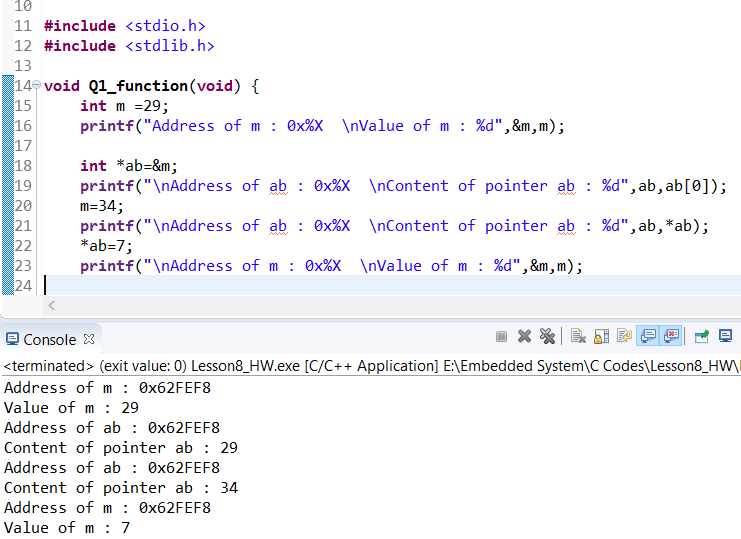 10
11 #include <stdio.h>
12 #include <stdlib.h>
13
14 void Q1_function(void) {
15     int m =29;
16     printf("Address of m : 0x%X  \nValue of m : %d",&m,m);
17
18     int *ab=&m;
19     printf("\nAddress of ab : 0x%X  \nContent of pointer ab : %d",ab,ab[0]);
20     m=34;
21     printf("\nAddress of ab : 0x%X  \nContent of pointer ab : %d",ab,*ab);
22     *ab=7;
23     printf("\nAddress of m : 0x%X  \nValue of m : %d",&m,m);
24
Console
<terminated> (exit value: 0) Lesson8_HW.exe [C/C++ Application] E:\Embedded System\C Codes\Lesson8_HW\
Address of m : 0x62FEF8
Value of m : 29
Address of ab : 0x62FEF8
Content of pointer ab : 29
Address of ab : 0x62FEF8
Content of pointer ab : 34
Address of m : 0x62FEF8
Value of m : 7